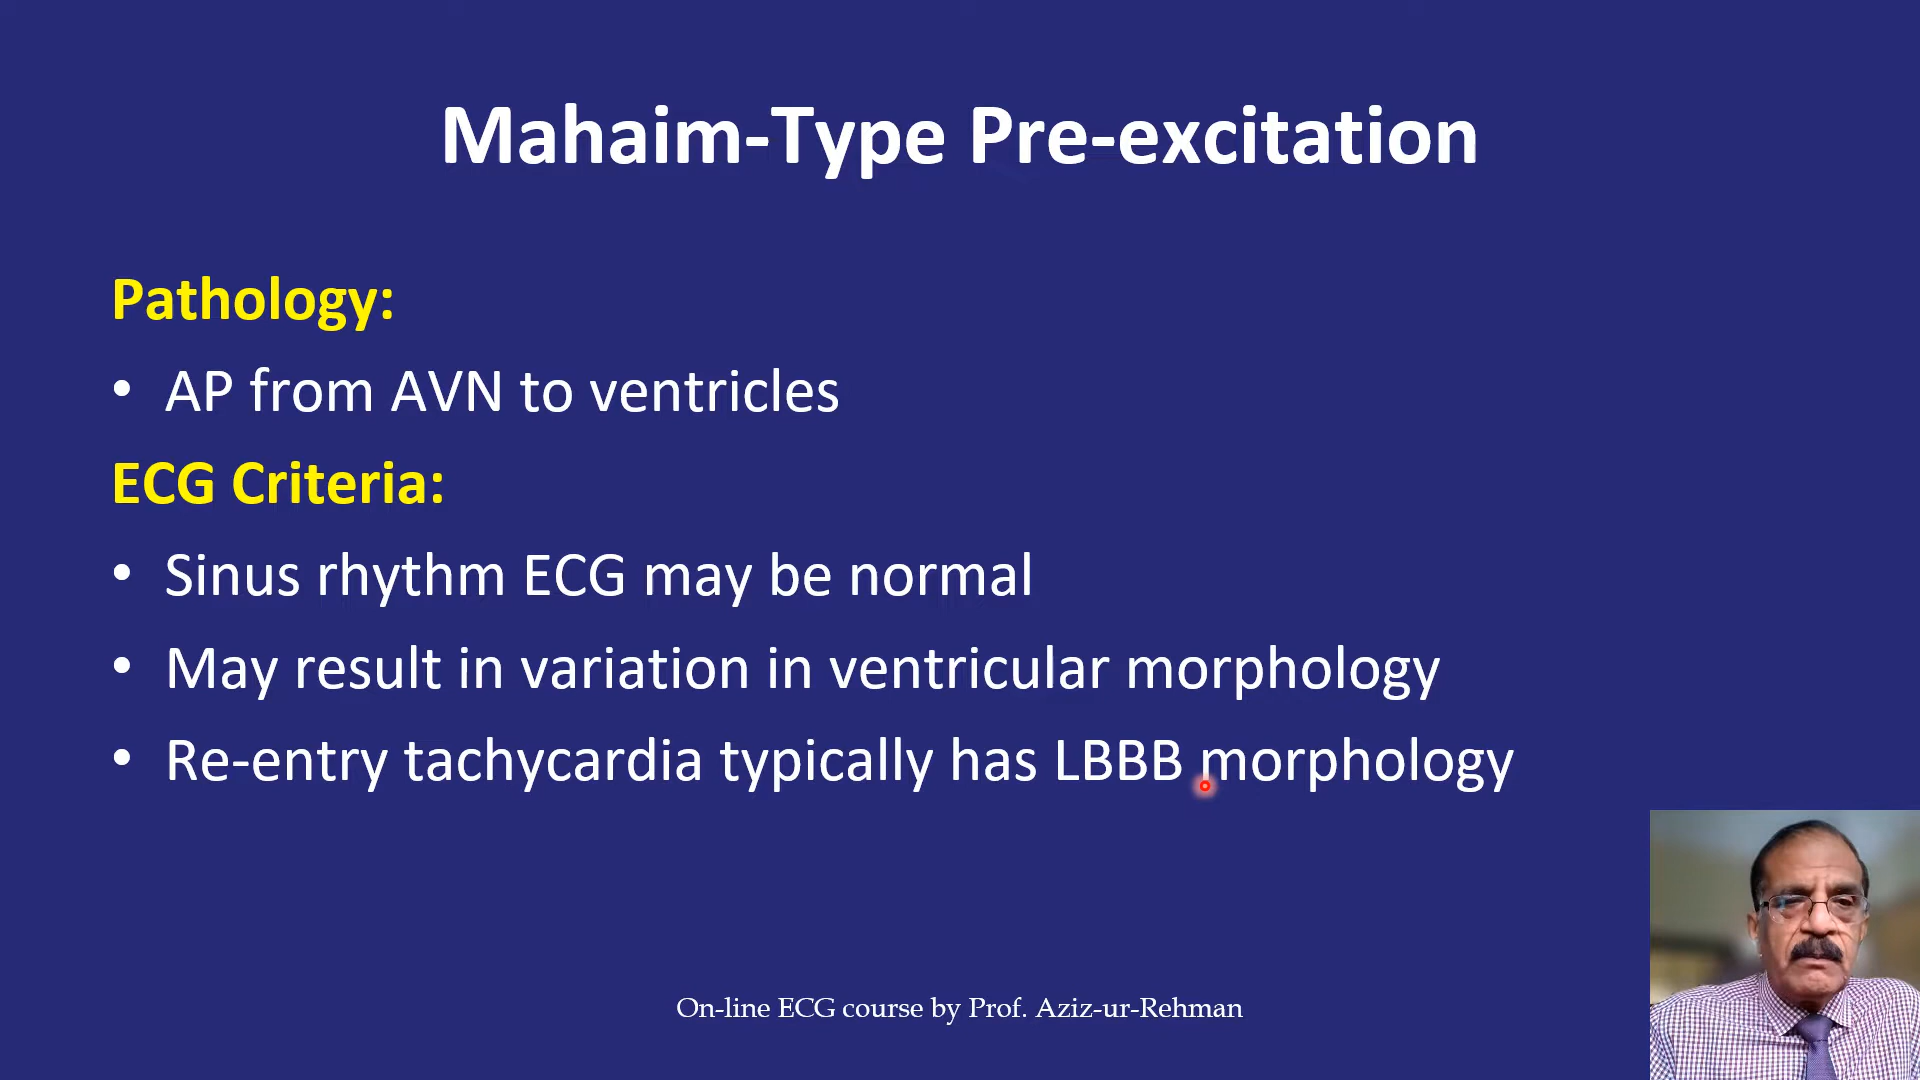 Mahaim-Type Pre-excitation
Pathology:
• AP from AVN to ventricles
ECG Criteria:
• Sinus rhythm ECG may be normal
• May result in variation in ventricular morphology
• Re-entry tachycardia typically has LBBB morphology
On-line ECG course by Prof. Aziz-ur-Rehman